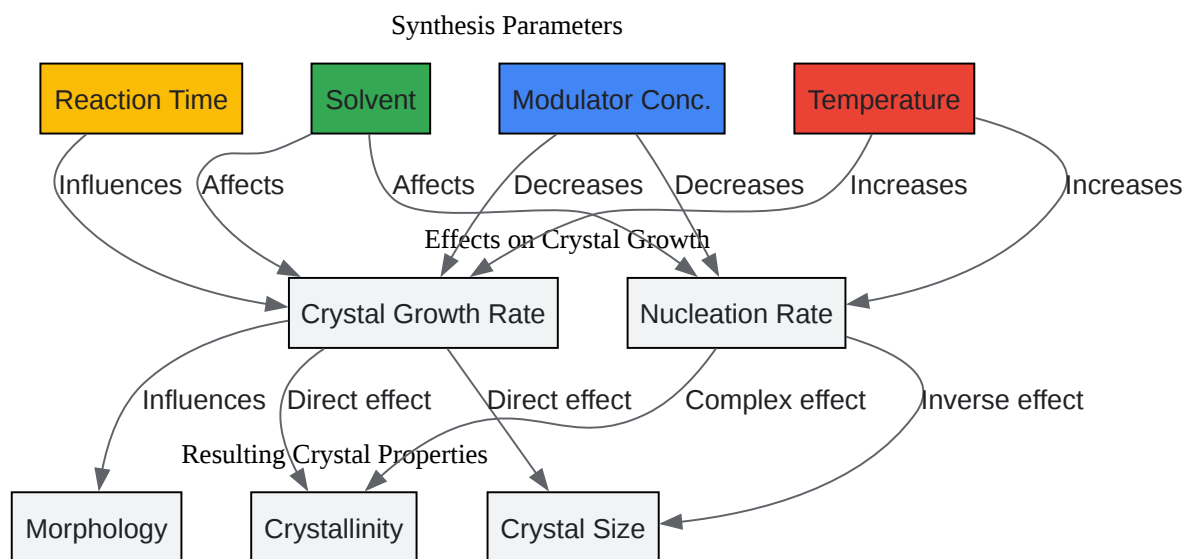 Synthesis Parameters
Reaction Time
Solvent
Modulator Conc.
Temperature
Influences
Affects
Affects
Decreases
Decreases
Increases
Increases
Effects on Crystal Growth
Crystal Growth Rate
Nucleation Rate
Influences
Direct effect
Direct effect
Complex effect
Inverse effect
Resulting Crystal Properties
Morphology
Crystallinity
Crystal Size